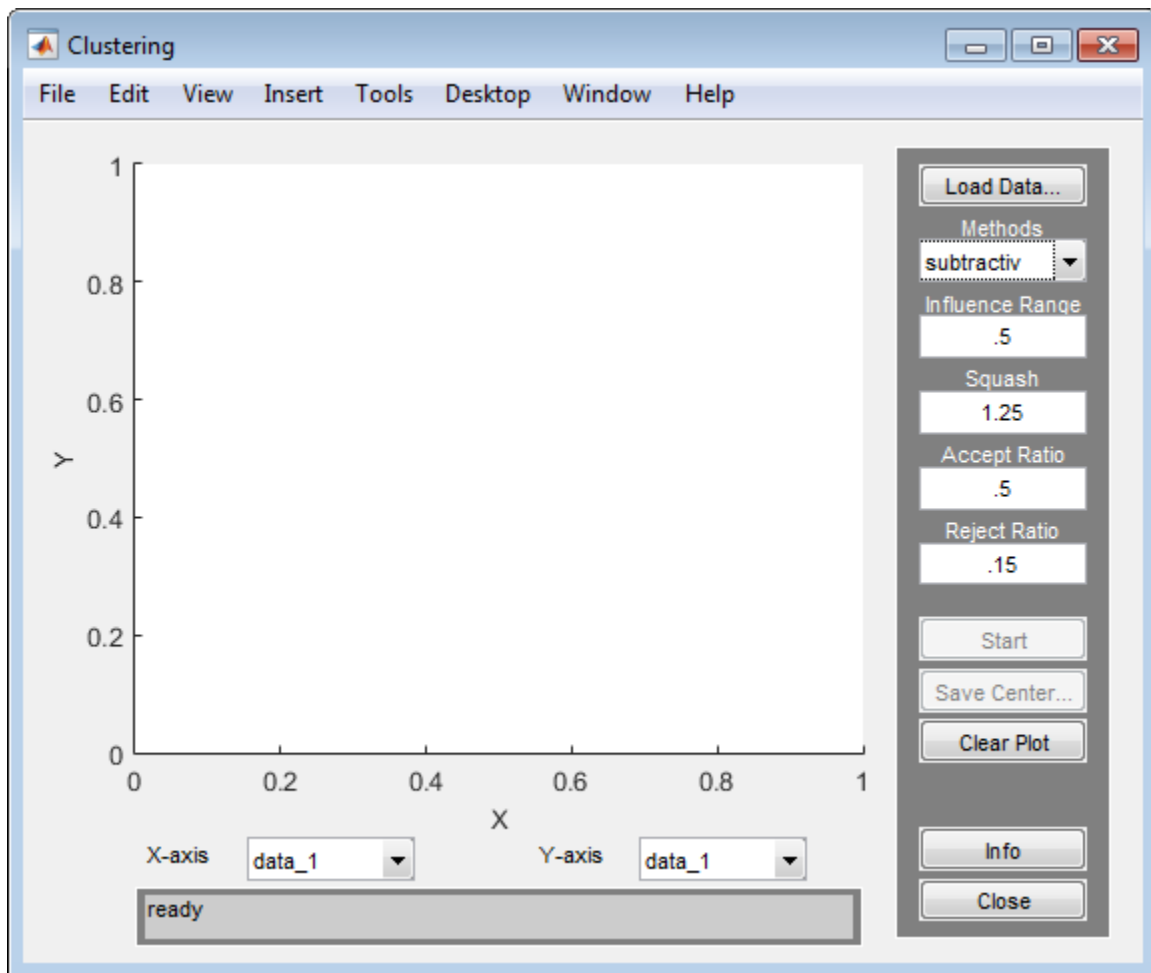 Clustering
File Edit View Insert Tools Desktop Window Help
1
0.8
0.6
0.4
0.2
0
Y
0 0.2 0.4 0.6 0.8 1
X
X-axis data_1 Y-axis data_1
ready
Load Data...
Methods
subtractiv
Influence Range
.5
Squash
1.25
Accept Ratio
.5
Reject Ratio
.15
Start
Save Center...
Clear Plot
Info
Close